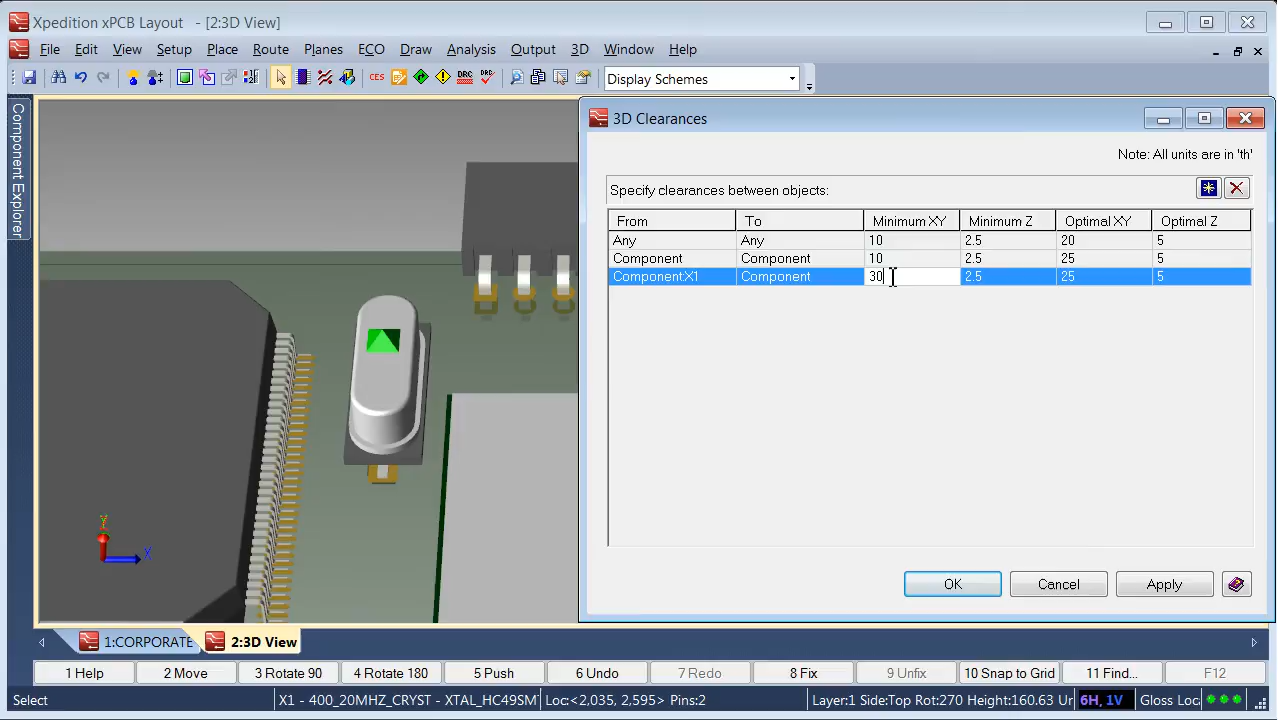 Xpedition xPCB Layout - [2:3D View]
File Edit View Setup Place Route Planes ECO Draw Analysis Output 3D Window Help
CES DRC DRC Display Schemes
Component Explorer
3D Clearances
Note: All units are in 'th'
Specify clearances between objects:
From To Minimum XY Minimum Z Optimal XY Optimal Z
Any Any 10 2.5 20 5
Component Component 10 2.5 25 5
Component:X1 Component 30 2.5 25 5
Y
X
OK Cancel Apply
1:CORPORATE 2:3D View
1 Help 2 Move 3 Rotate 90 4 Rotate 180 5 Push 6 Undo 7 Redo 8 Fix 9 Unfix 10 Snap to Grid 11 Find... F12
Select X1 - 400_20MHZ_CRYST - XTAL_HC49SM Loc:<2,035, 2,595> Pins:2 Layer:1 Side:Top Rot:270 Height:160.63 Ur 6H, 1V Gloss Loc